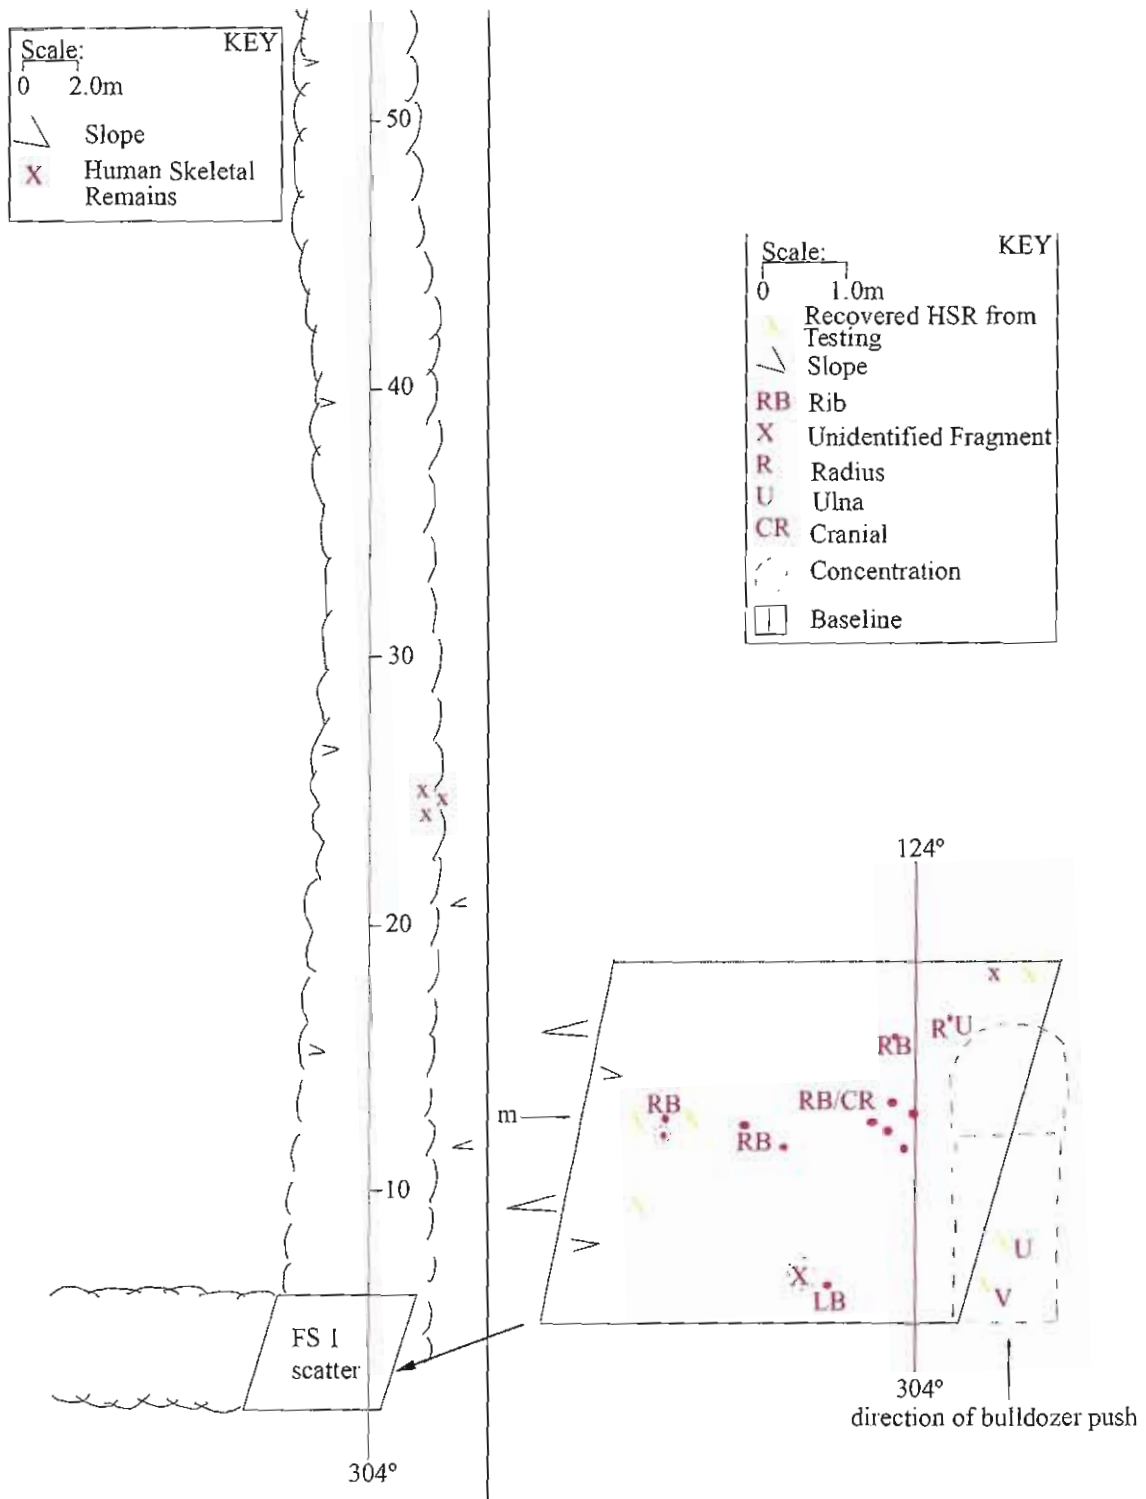 KEY
Scale:
0 2.0m
Slope
X Human Skeletal
Remains
50
40
30
X
X
X
20
10
FS 1
scatter
304°
KEY
Scale:
0 1.0m
Recovered HSR from
Testing
Slope
RB Rib
X Unidentified Fragment
R Radius
U Ulna
CR Cranial
Concentration
Baseline
124°
X
R U
RB
RB RB/CR
m
RB
U
X
LB V
304°
direction of bulldozer push